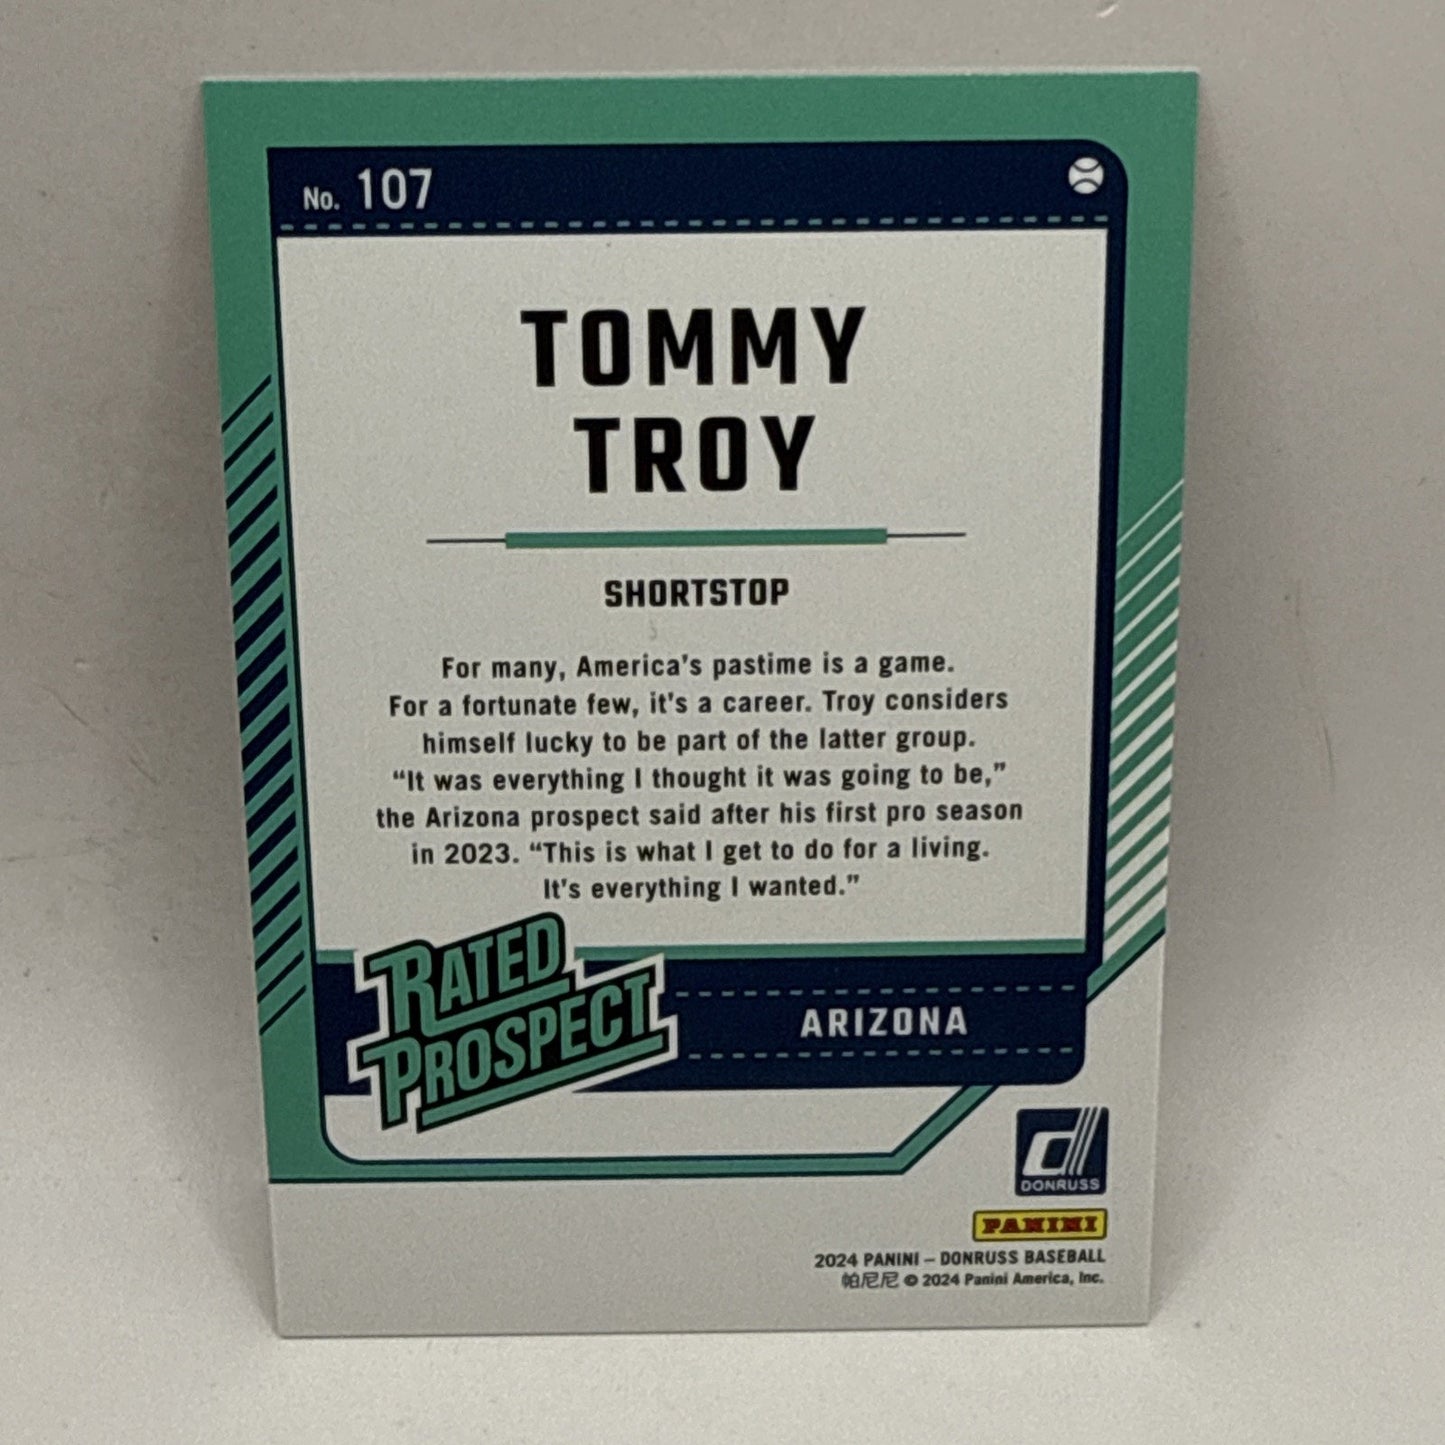 No. 107
TOMMY
TROY
SHORTSTOP
For many, America's pastime is a game.
For a fortunate few, it's a career. Troy considers
himself lucky to be part of the latter group.
“It was everything I thought it was going to be,”
the Arizona prospect said after his first pro season
in 2023. “This is what I get to do for a living.
It's everything I wanted.”
RATED
PROSPECT
ARIZONA
d
DONRUSS
PANINI
2024 PANINI – DONRUSS BASEBALL
帕尼尼 © 2024 Panini America, Inc.